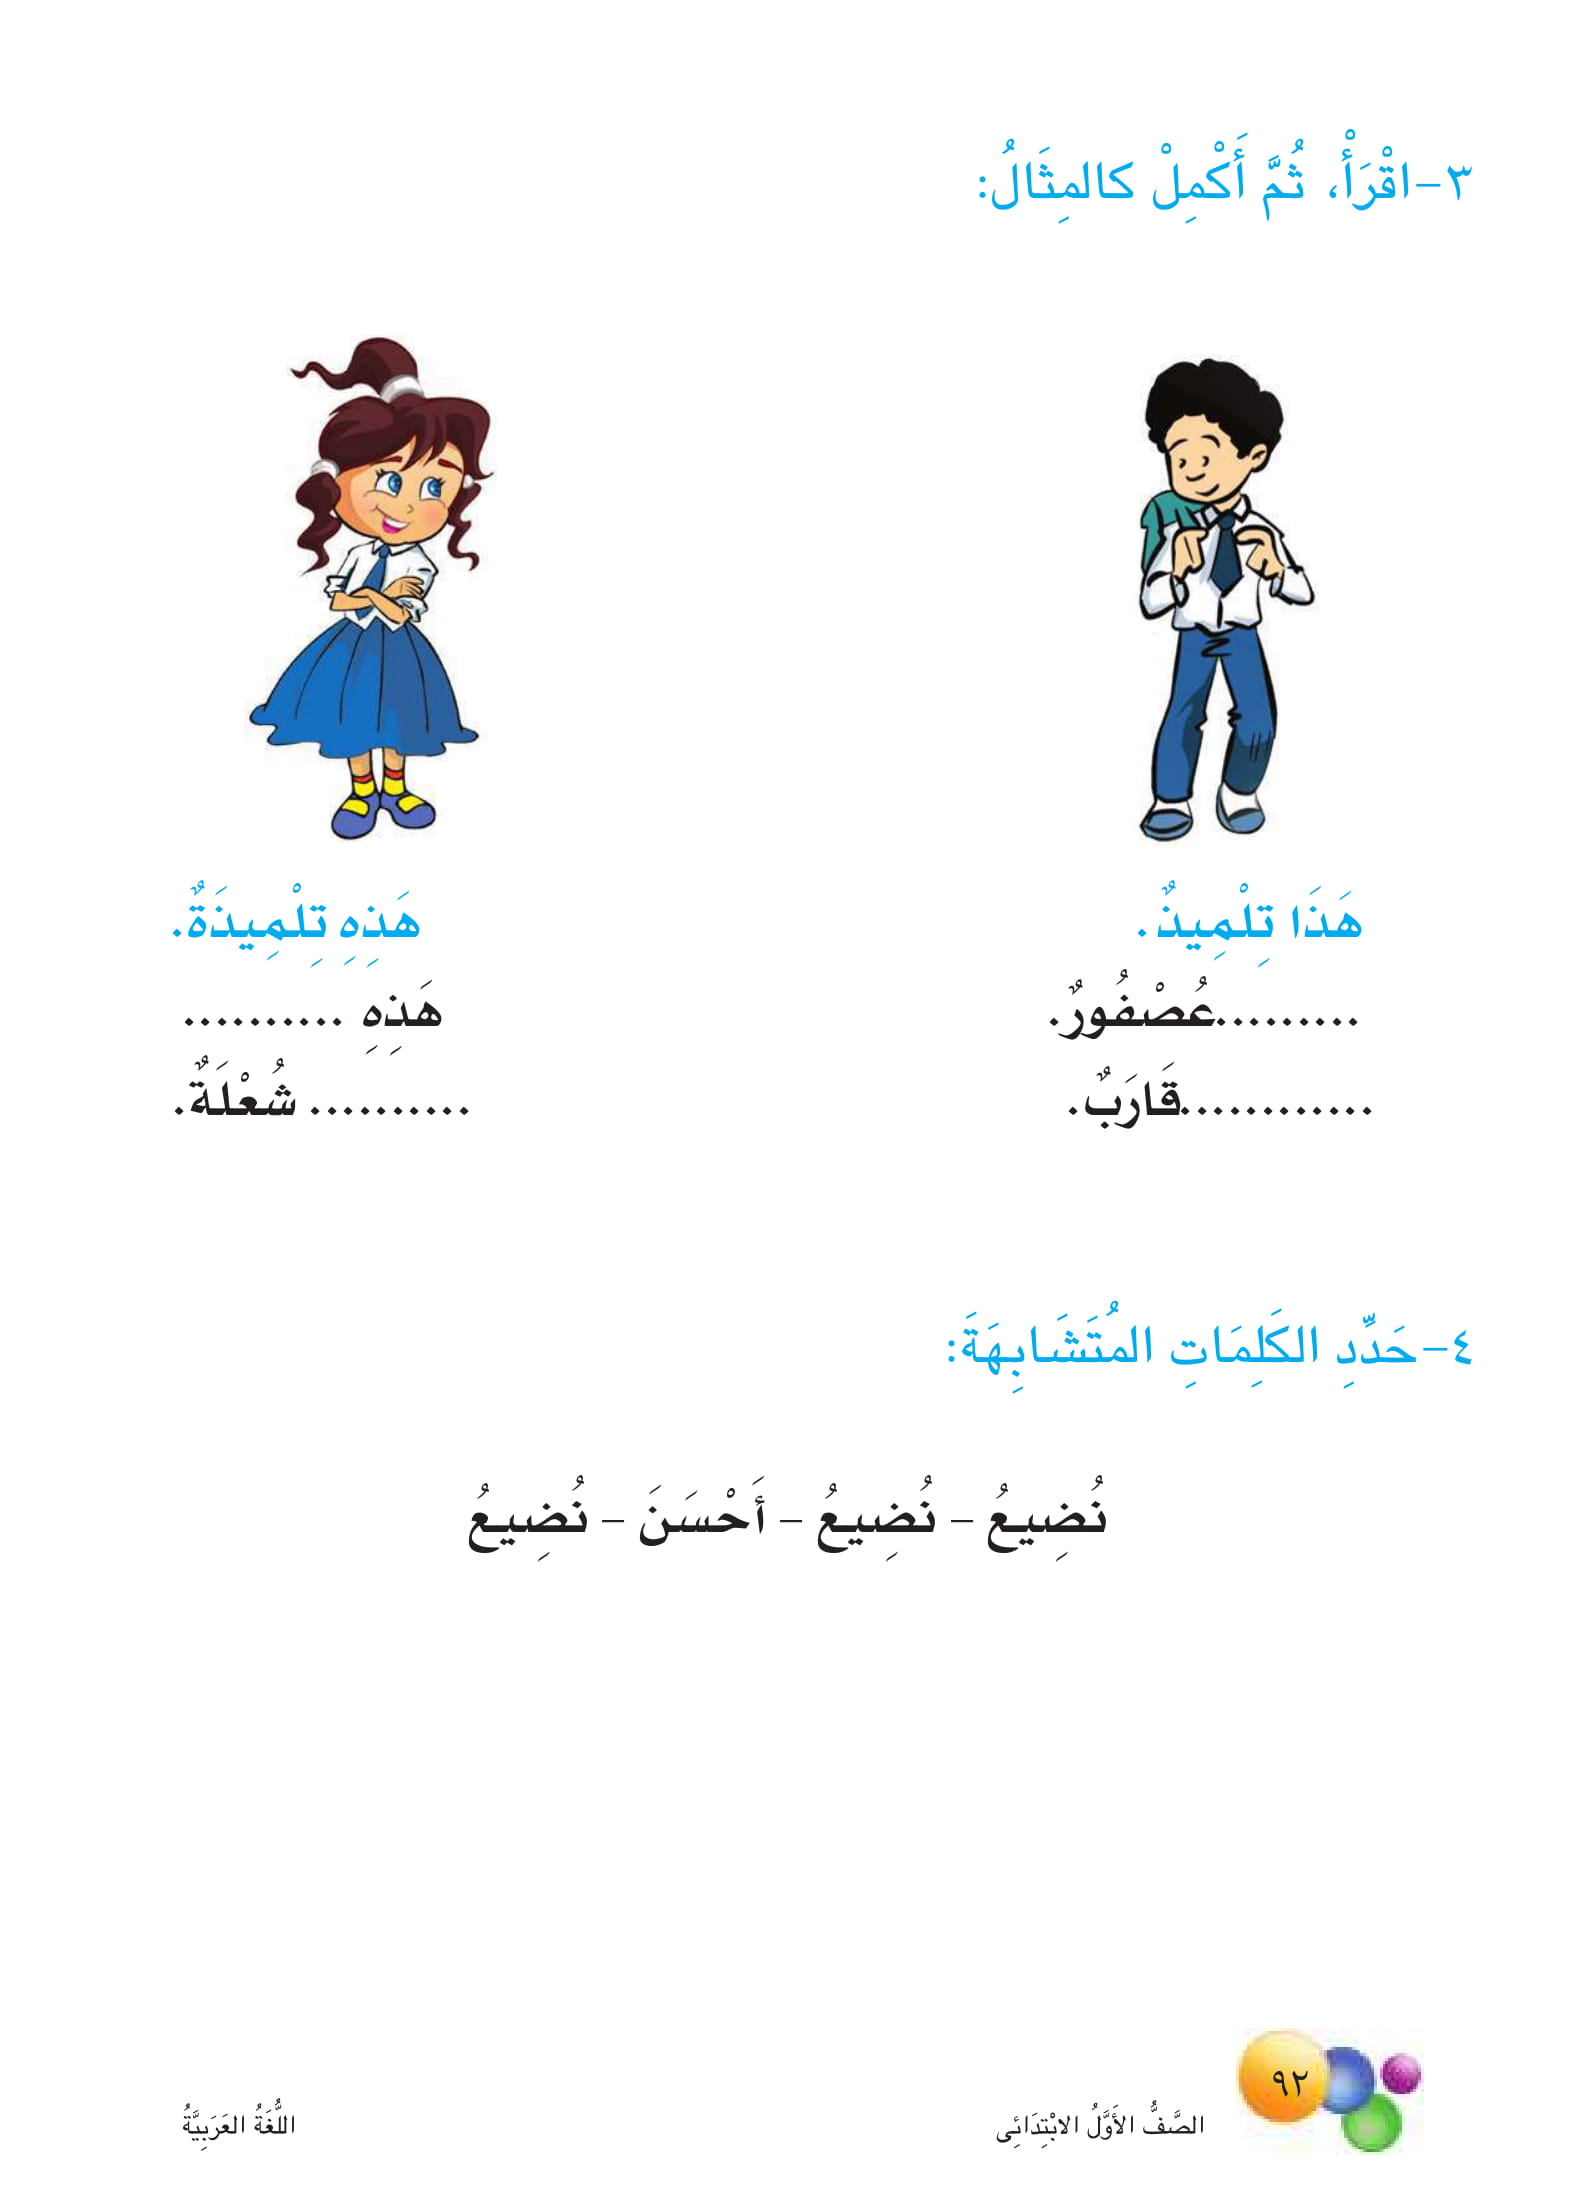 ٣-اقْرَأْ، ثُمَّ أَكْمِلْ كالمِثَالُ:
هَذَا تِلْمِيذٌ. هَذِهِ تِلْمِيذَةٌ.
.........عُصْفُورٌ. هَذِهِ ..........
............قَارَبٌ. .......... شُعْلَةٌ.
٤-حَدِّدِ الكَلِمَاتِ المُتَشَابِهَةَ:
نُضِيعُ - نُضِيعُ - أَحْسَنَ - نُضِيعُ
٩٢ الصَّفُّ الأَوَّلُ الابْتِدَائِى اللُّغَةُ العَرَبِيَّةُ